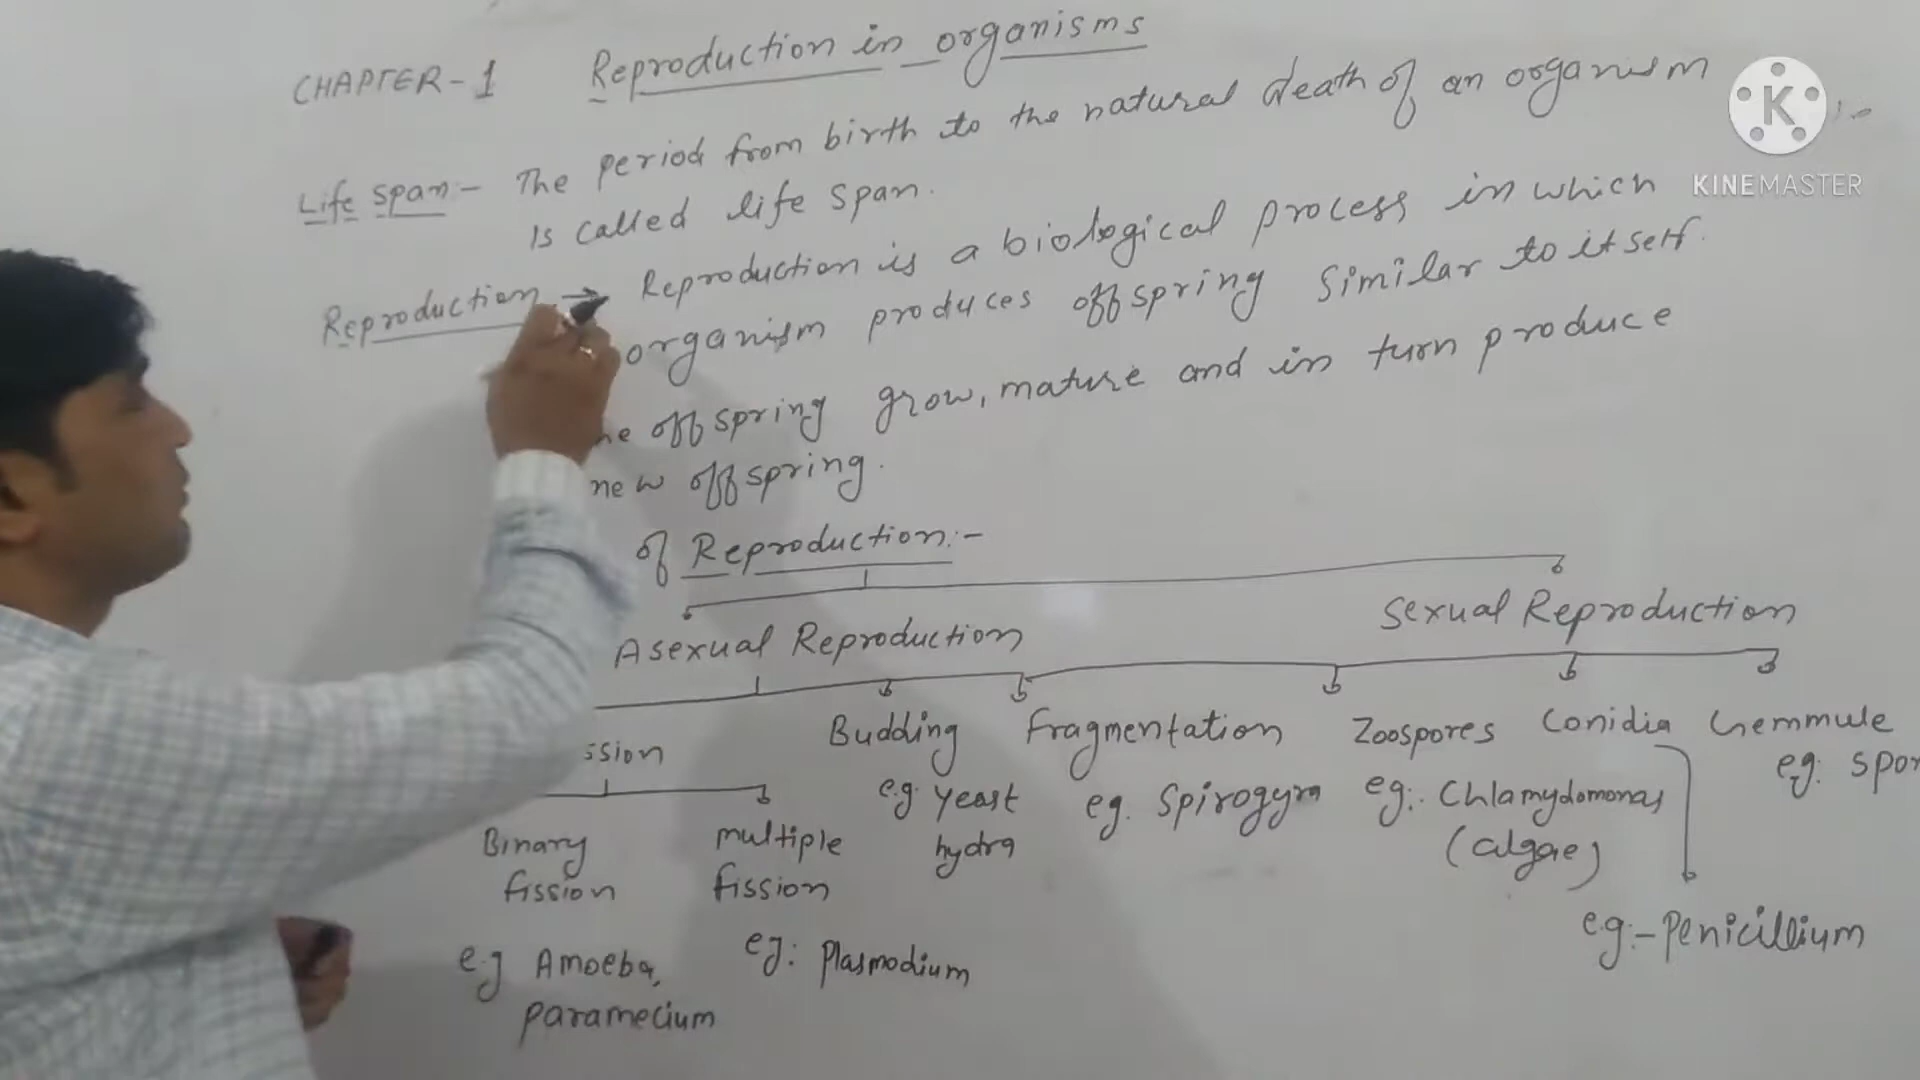 CHAPTER-1 Reproduction in organisms
Life span:- The period from birth to the natural death of an organism
is called life span.
Reproduction → Reproduction is a biological process in which
organism produces offspring similar to itself.
offspring grow, mature and in turn produce
new offspring.
of Reproduction:-
Asexual Reproduction Sexual Reproduction
Budding Fragmentation Zoospores Conidia Gemmule
e.g. yeast eg. Spirogyra eg:. Chlamydomonas eg:
hydra (algae)
Binary multiple
fission fission
e.g Amoeba, eg: Plasmodium e.g:- Penicillium
paramecium
K
KINEMASTER